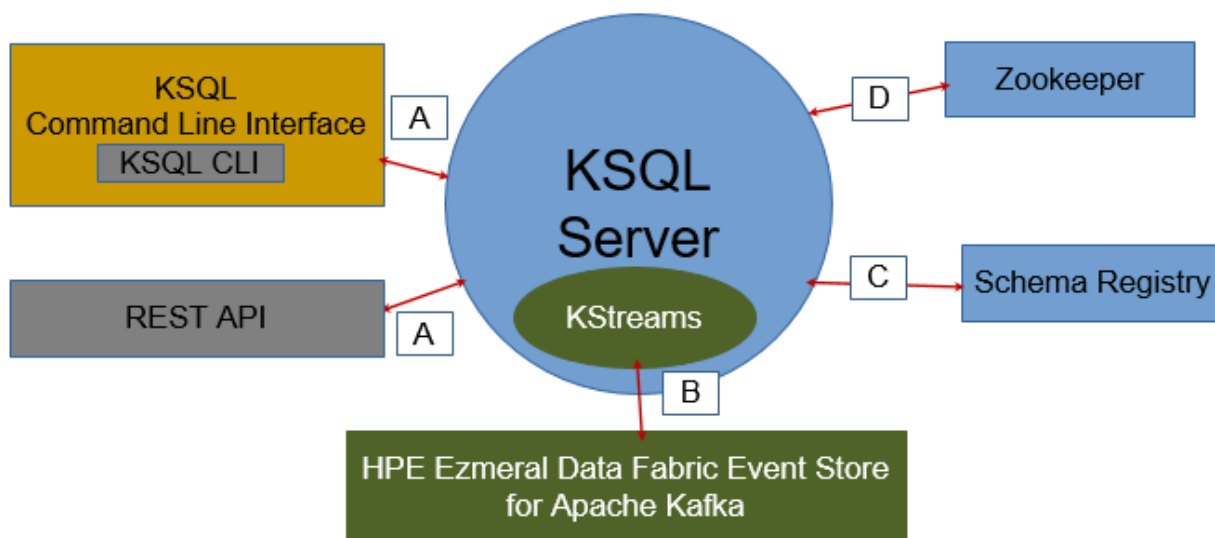 KSQL
Command Line Interface
KSQL CLI
A
REST API
A
KSQL
Server
KStreams
B
HPE Ezmeral Data Fabric Event Store
for Apache Kafka
D
Zookeeper
C
Schema Registry